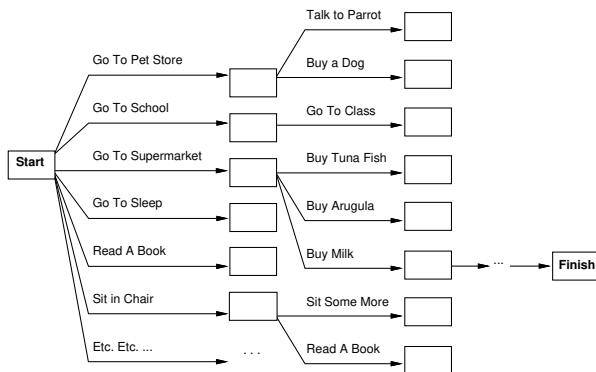 Talk to Parrot
Go To Pet Store
Buy a Dog
Go To School
Go To Class
Start
Go To Supermarket
Buy Tuna Fish
Go To Sleep
Buy Arugula
Read A Book
Buy Milk
...
Finish
Sit in Chair
Sit Some More
Etc. Etc. ...
. . .
Read A Book